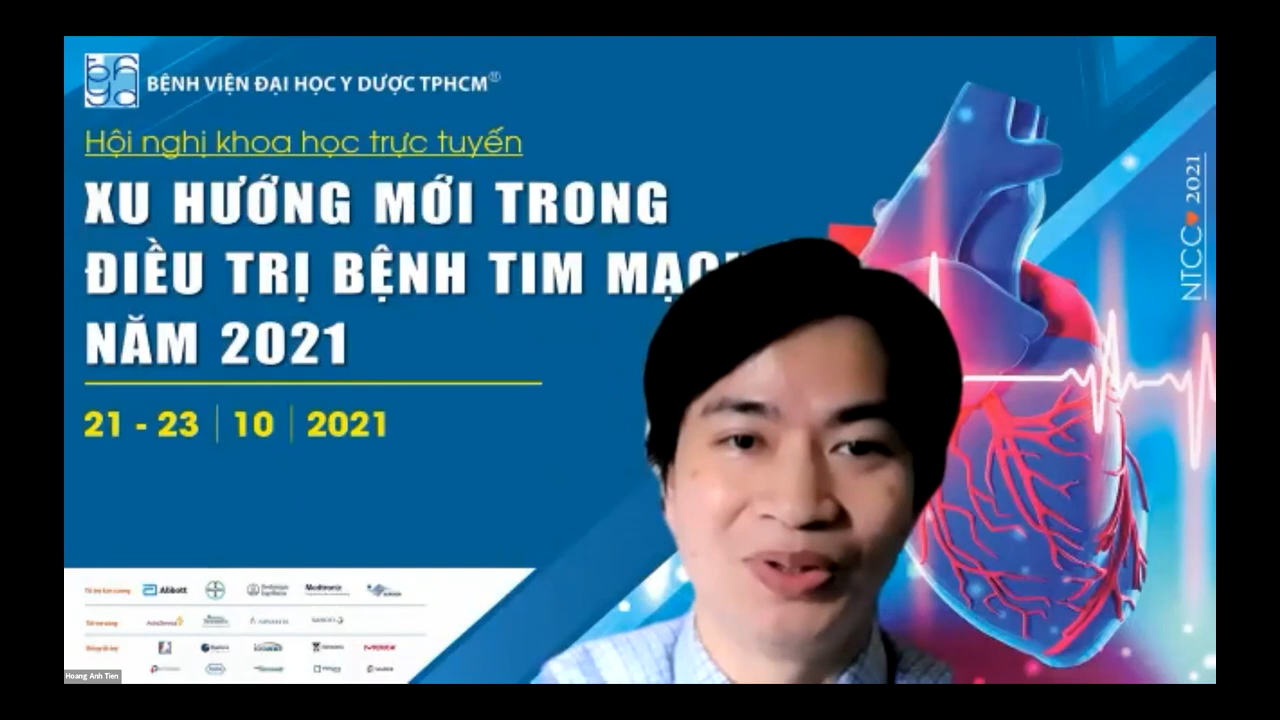 BỆNH VIỆN ĐẠI HỌC Y DƯỢC TPHCM®
Hội nghị khoa học trực tuyến
XU HƯỚNG MỚI TRONG
ĐIỀU TRỊ BỆNH TIM MẠCH
NĂM 2021
21 - 23 | 10 | 2021
NTCC 2021
Abbott
Medtronic
Hoang Anh Tien